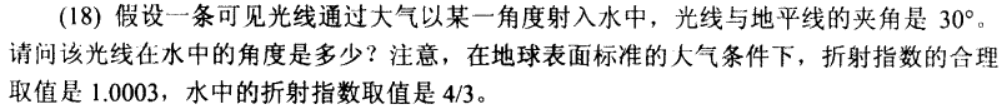 (18) 假设一条可见光线通过大气以某一角度射入水中，光线与地平线的夹角是 30°。
请问该光线在水中的角度是多少？注意，在地球表面标准的大气条件下，折射指数的合理
取值是 1.0003，水中的折射指数取值是 4/3。